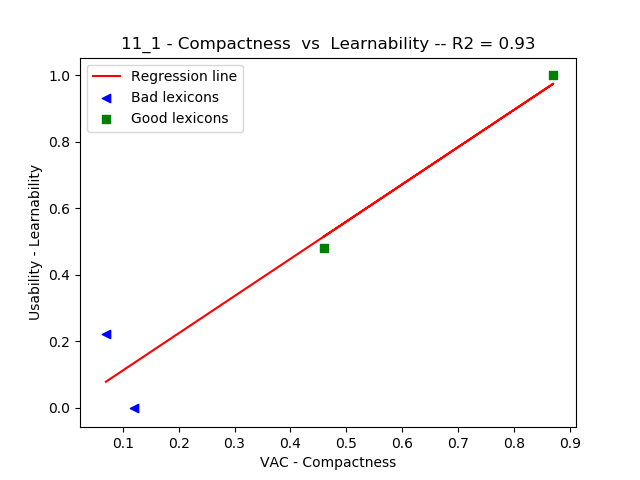 11_1 - Compactness  vs  Learnability -- R2 = 0.93
Regression line
Bad lexicons
Good lexicons
Usability - Learnability
1.0
0.8
0.6
0.4
0.2
0.0
0.1 0.2 0.3 0.4 0.5 0.6 0.7 0.8 0.9
VAC - Compactness